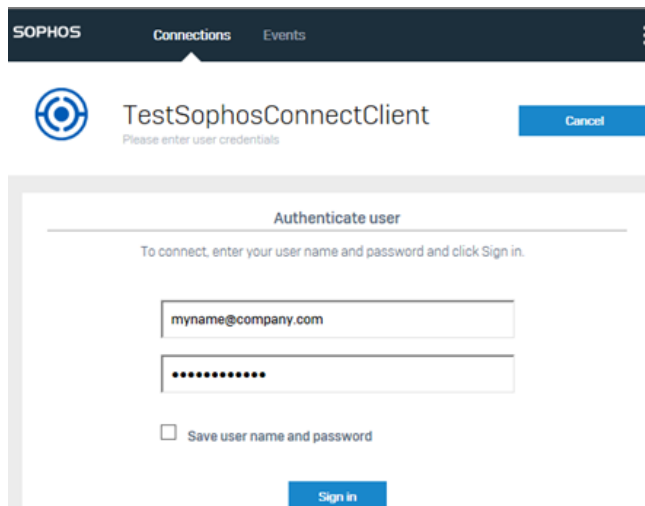 SOPHOS Connections Events
TestSophosConnectClient
Please enter user credentials
Cancel
Authenticate user
To connect, enter your user name and password and click Sign in.
myname@company.com
••••••••••••
Save user name and password
Sign in